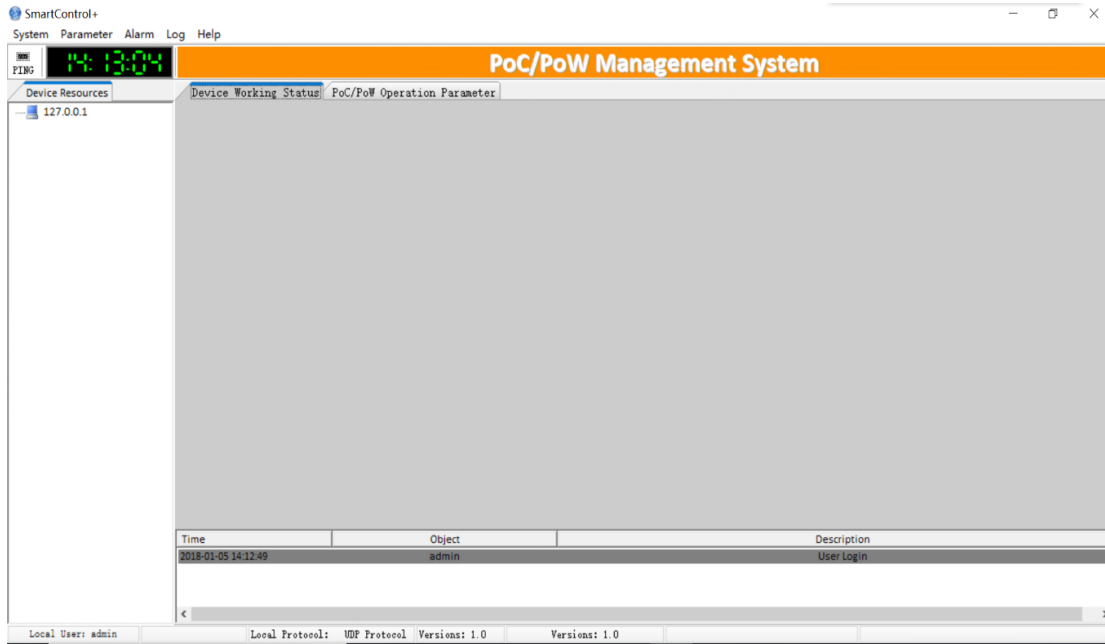 SmartControl+
System Parameter Alarm Log Help
PING 14:13:04 PoC/PoW Management System
Device Resources Device Working Status PoC/PoW Operation Parameter
127.0.0.1
Time Object Description
2018-01-05 14:12:49 admin User Login
Local User: admin Local Protocol: UDP Protocol Versions: 1.0 Versions: 1.0